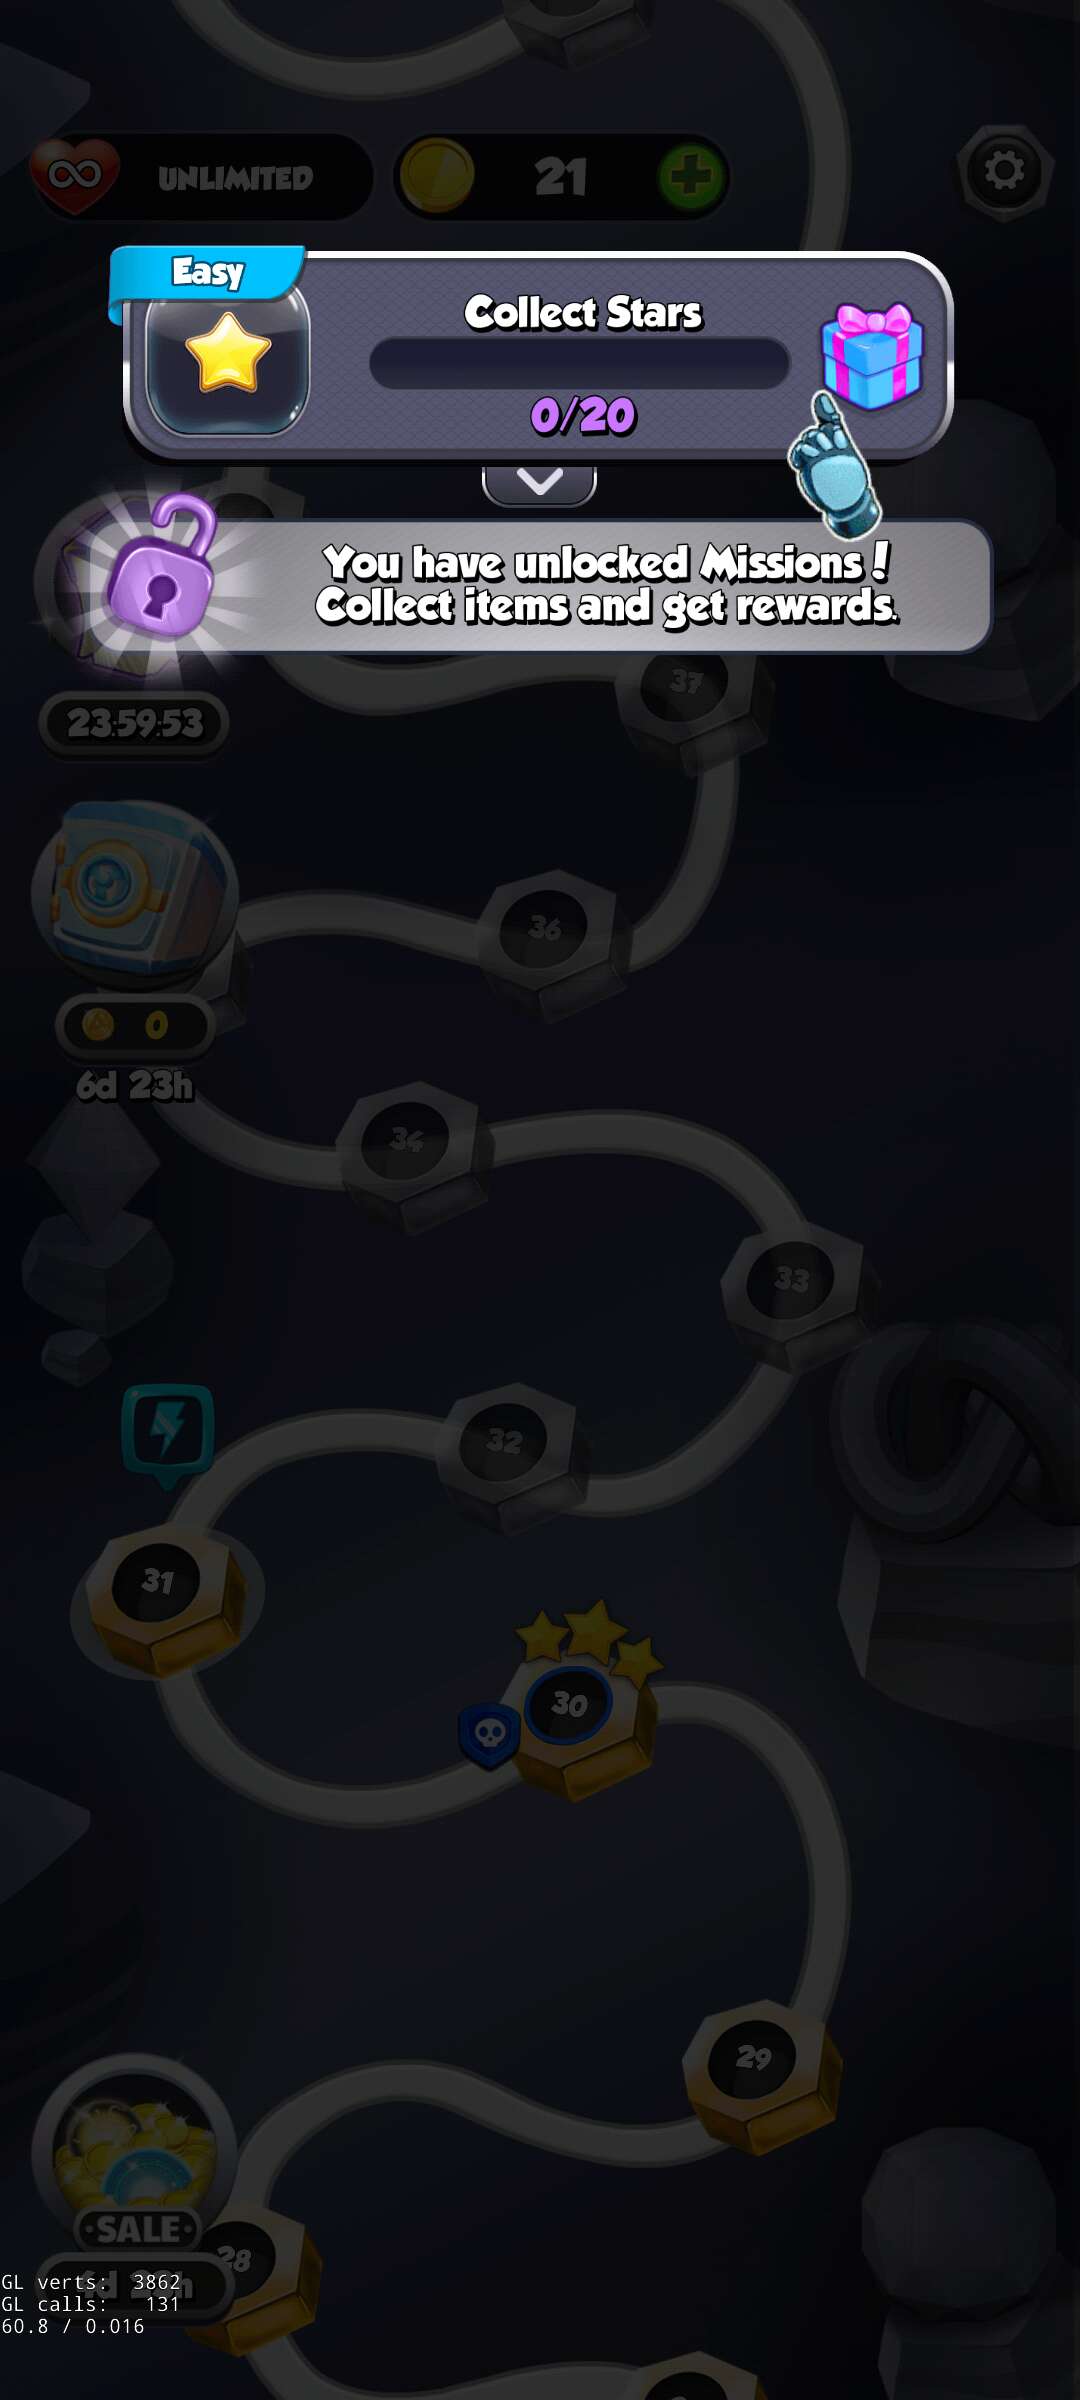 UNLIMITED
21
Easy
Collect Stars
0/20
You have unlocked Missions!
Collect items and get rewards.
37
23:59:53
36
0
6d 23h
34
33
32
31
30
29
SALE
28
GL verts: 3862
GL calls: 131
60.8 / 0.016